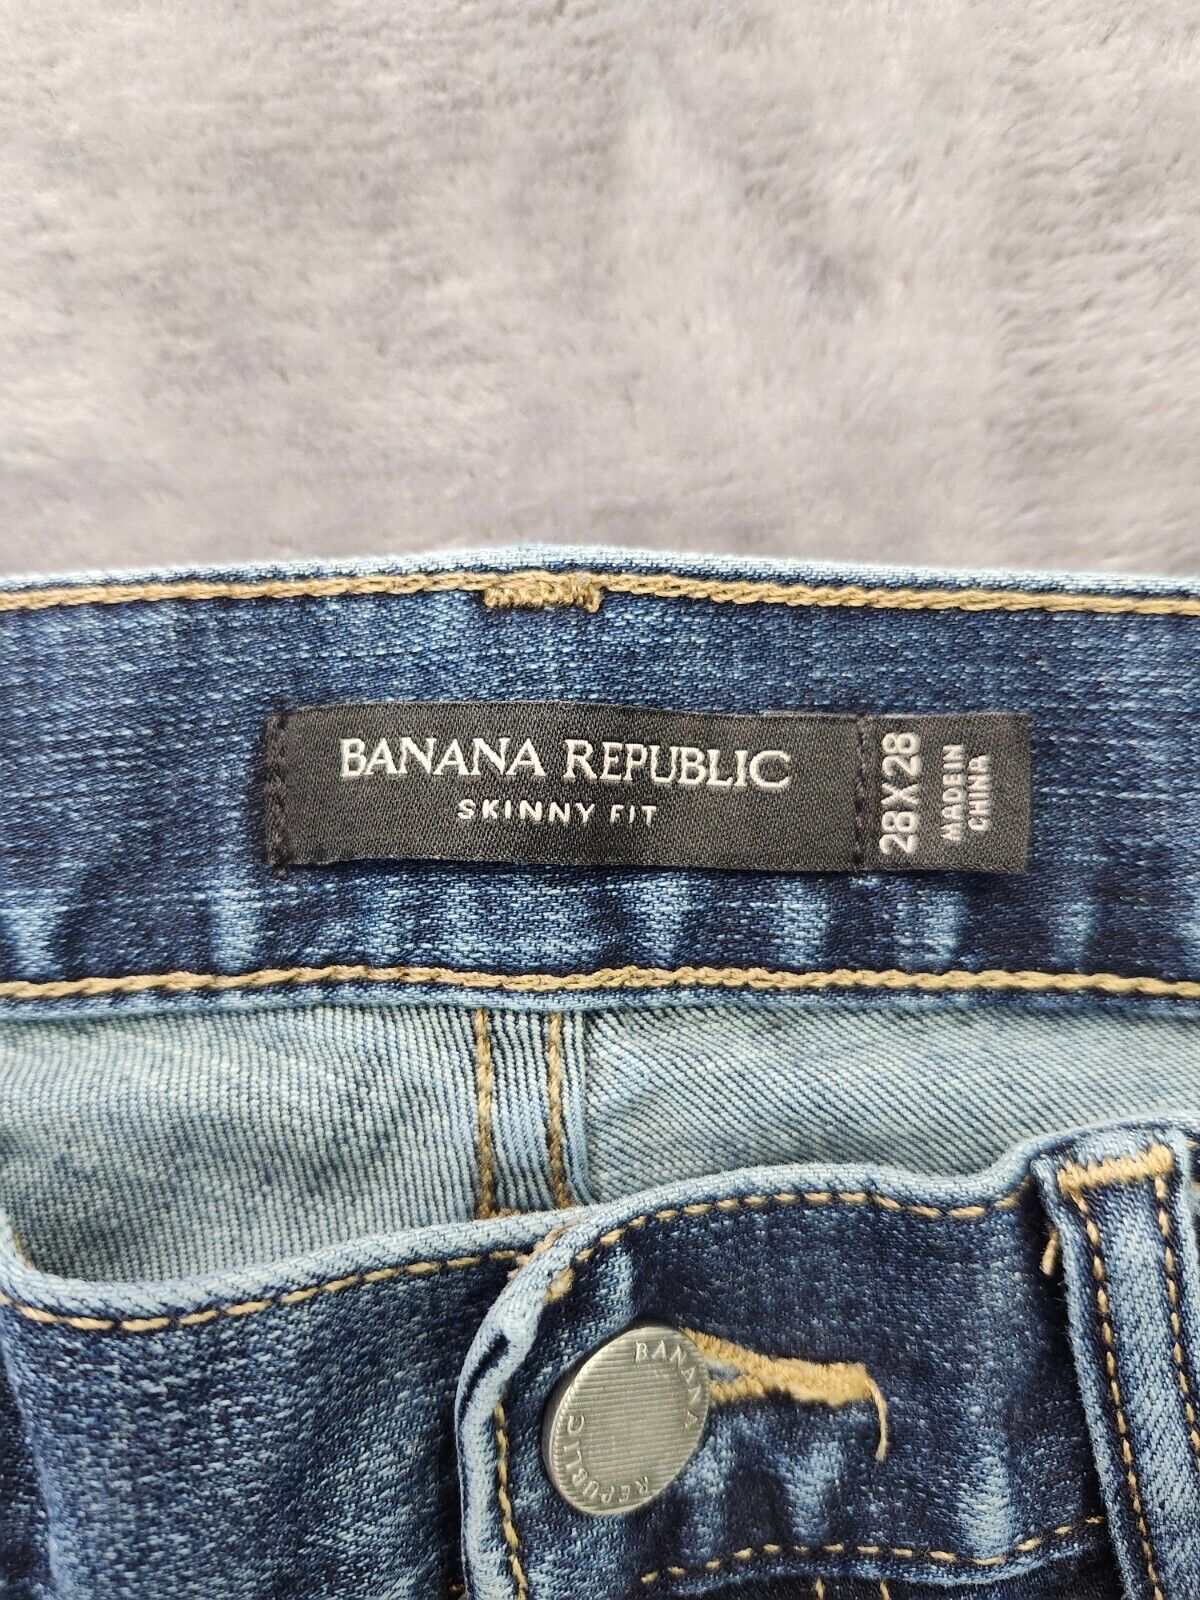 BANANA REPUBLIC
SKINNY FIT
28X28
MADE IN
CHINA
BANANA
REPUBLIC